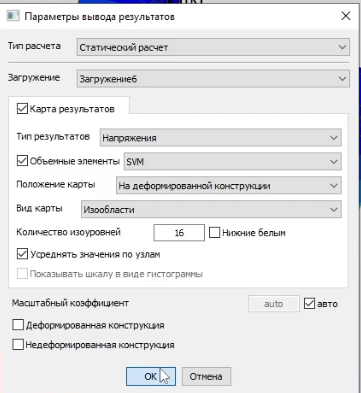 Параметры вывода результатов
Тип расчета Статический расчет
Загружение Загружение6
Карта результатов
Тип результатов Напряжения
Объемные элементы SVM
Положение карты На деформированной конструкции
Вид карты Изообласти
Количество изоуровней 16 Нижние белым
Усреднять значения по узлам
Показывать шкалу в виде гистограммы
Масштабный коэффициент auto авто
Деформированная конструкция
Недеформированная конструкция
OK Отмена